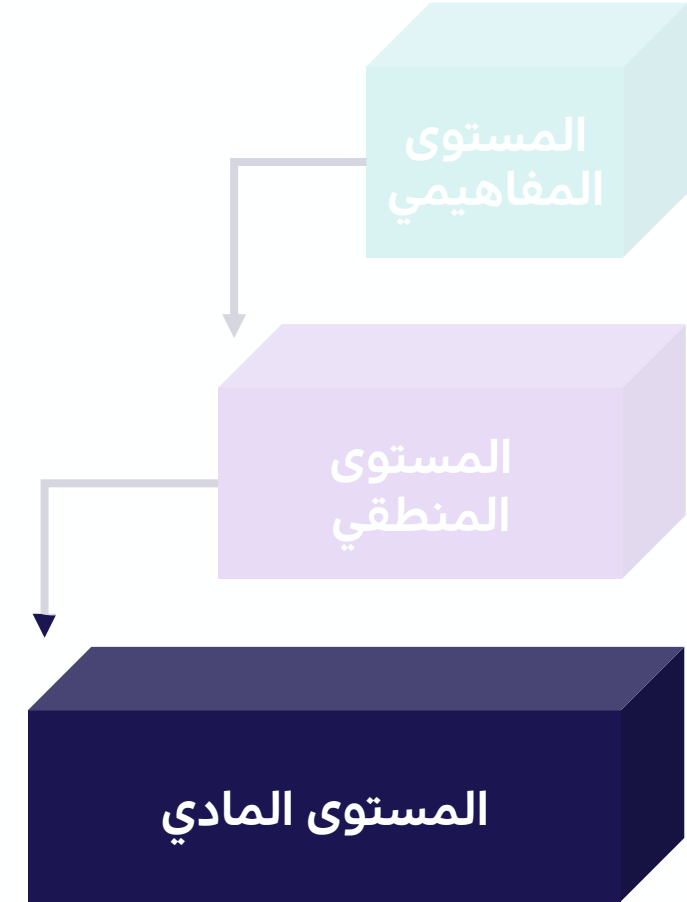 المستوى
المفاهيمي
المستوى
المنطقي
المستوى المادي